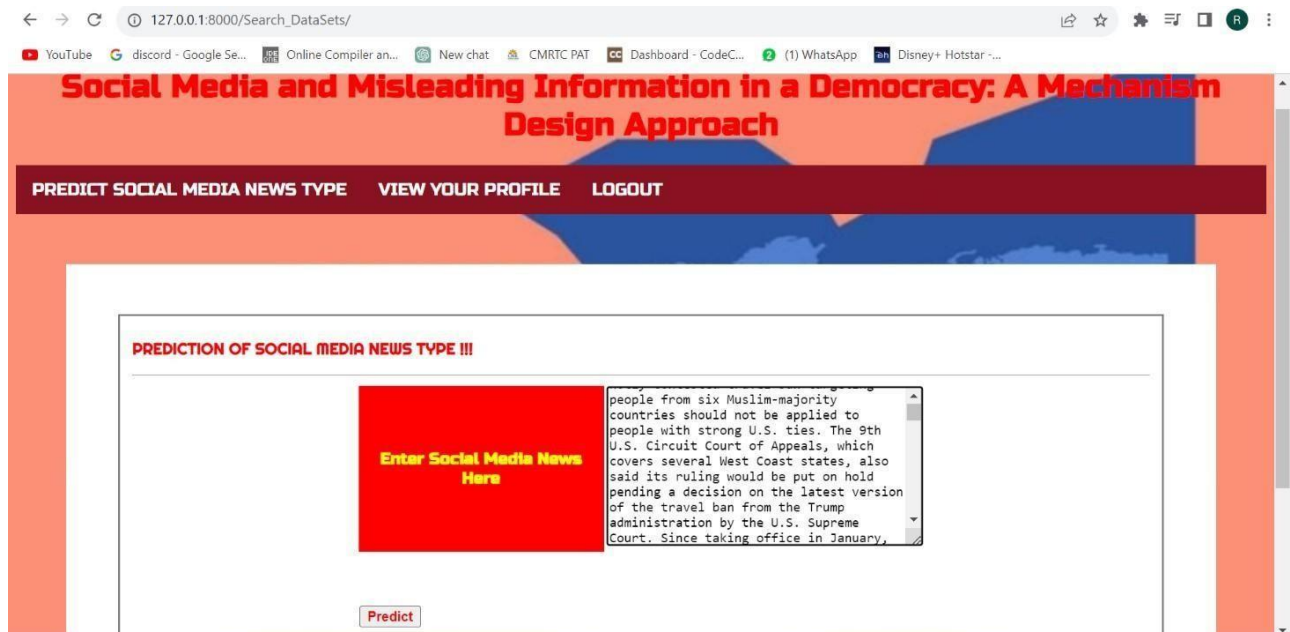 127.0.0.1:8000/Search_DataSets/
R
YouTube discord - Google Se... Online Compiler an... New chat CMRTC PAT CC Dashboard - CodeC... 2 (1) WhatsApp Disney+ Hotstar -...
Social Media and Misleading Information in a Democracy: A Mechanism
Design Approach
PREDICT SOCIAL MEDIA NEWS TYPE VIEW YOUR PROFILE LOGOUT
PREDICTION OF SOCIAL MEDIA NEWS TYPE !!!
Enter Social Media News
Here
people from six Muslim-majority
countries should not be applied to
people with strong U.S. ties. The 9th
U.S. Circuit Court of Appeals, which
covers several West Coast states, also
said its ruling would be put on hold
pending a decision on the latest version
of the travel ban from the Trump
administration by the U.S. Supreme
Court. Since taking office in January,
Predict